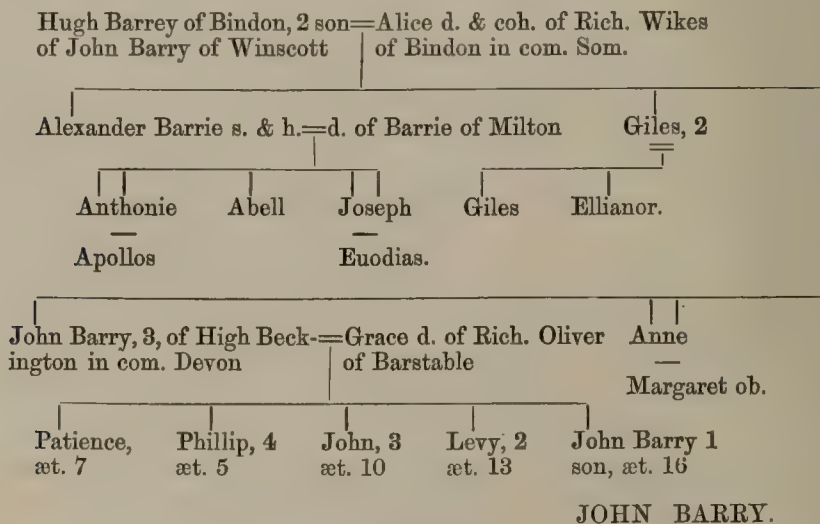 Hugh Barrey of Bindon, 2 son=Alice d. & coh. of Rich. Wikes
of John Barry of Winscott of Bindon in com. Som.
Alexander Barrie s. & h.=d. of Barrie of Milton Giles, 2
Anthonie Abell Joseph Giles Ellianor.
Apollos Euodias.
John Barry, 3, of High Beck-=Grace d. of Rich. Oliver Anne
ington in com. Devon of Barstable
Margaret ob.
Patience, Phillip, 4 John, 3 Levy, 2 John Barry 1
æt. 7 æt. 5 æt. 10 æt. 13 son, æt. 16
JOHN BARRY.